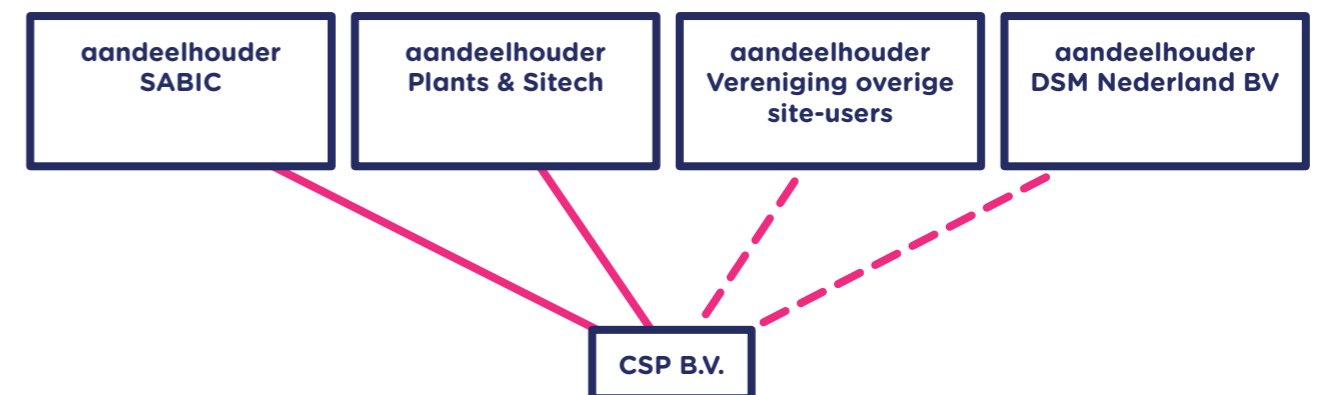 aandeelhouder
SABIC
aandeelhouder
Plants & Sitech
aandeelhouder
Vereniging overige
site-users
aandeelhouder
DSM Nederland BV
CSP B.V.